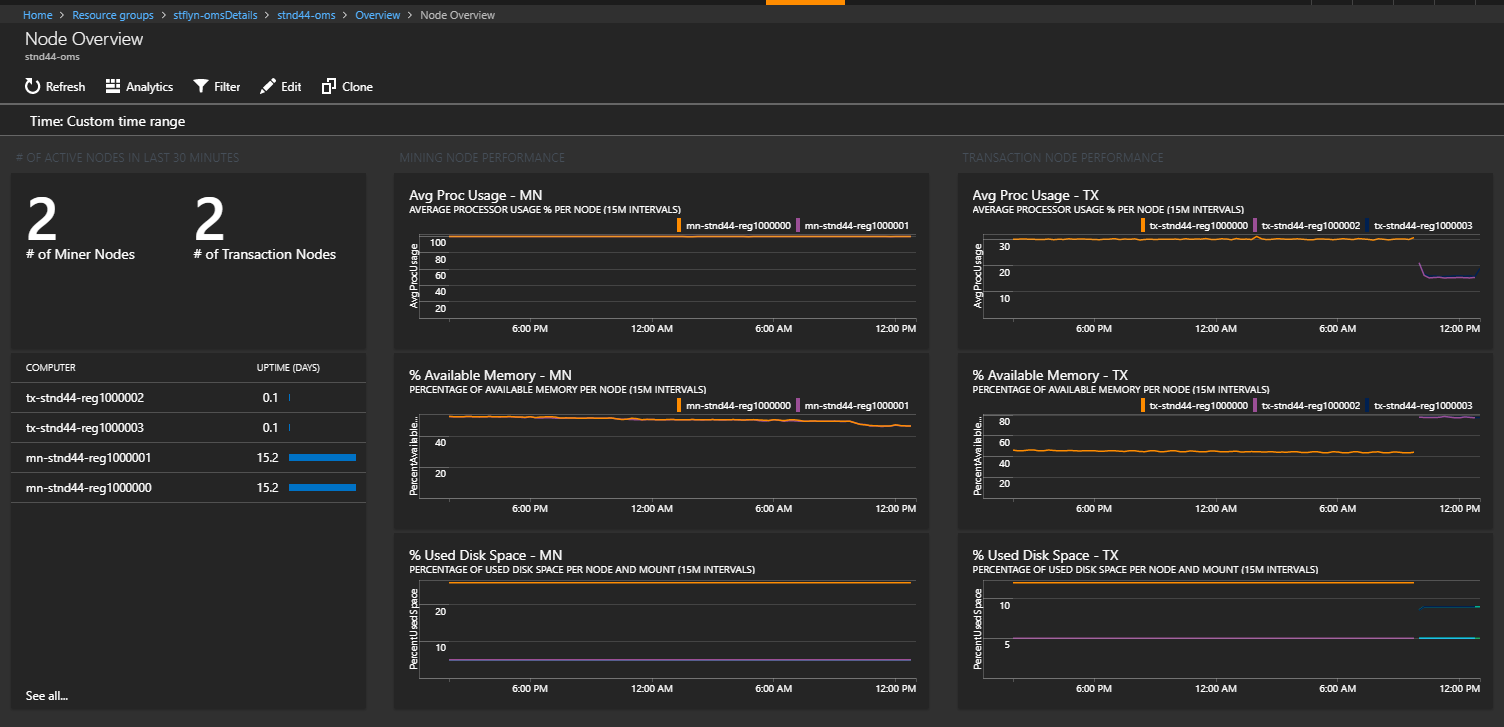 Home > Resource groups > stflyn-omsDetails > stnd44-oms > Overview > Node Overview
Node Overview
stnd44-oms
Refresh Analytics Filter Edit Clone
Time: Custom time range
# OF ACTIVE NODES IN LAST 30 MINUTES
2 2
# of Miner Nodes # of Transaction Nodes
COMPUTER UPTIME (DAYS)
tx-stnd44-reg1000002 0.1
tx-stnd44-reg1000003 0.1
mn-stnd44-reg1000001 15.2
mn-stnd44-reg1000000 15.2
See all...
MINING NODE PERFORMANCE
Avg Proc Usage - MN
AVERAGE PROCESSOR USAGE % PER NODE (15M INTERVALS)
mn-stnd44-reg1000000 mn-stnd44-reg1000001
AvgProcUsage
100
80
60
40
20
6:00 PM 12:00 AM 6:00 AM 12:00 PM
% Available Memory - MN
PERCENTAGE OF AVAILABLE MEMORY PER NODE (15M INTERVALS)
mn-stnd44-reg1000000 mn-stnd44-reg1000001
PercentAvailable...
40
20
6:00 PM 12:00 AM 6:00 AM 12:00 PM
% Used Disk Space - MN
PERCENTAGE OF USED DISK SPACE PER NODE AND MOUNT (15M INTERVALS)
PercentUsedSpace
20
10
6:00 PM 12:00 AM 6:00 AM 12:00 PM
TRANSACTION NODE PERFORMANCE
Avg Proc Usage - TX
AVERAGE PROCESSOR USAGE % PER NODE (15M INTERVALS)
tx-stnd44-reg1000000 tx-stnd44-reg1000002 tx-stnd44-reg1000003
AvgProcUsage
30
20
10
6:00 PM 12:00 AM 6:00 AM 12:00 PM
% Available Memory - TX
PERCENTAGE OF AVAILABLE MEMORY PER NODE (15M INTERVALS)
tx-stnd44-reg1000000 tx-stnd44-reg1000002 tx-stnd44-reg1000003
PercentAvailable...
80
60
40
20
6:00 PM 12:00 AM 6:00 AM 12:00 PM
% Used Disk Space - TX
PERCENTAGE OF USED DISK SPACE PER NODE AND MOUNT (15M INTERVALS)
PercentUsedSpace
10
5
6:00 PM 12:00 AM 6:00 AM 12:00 PM